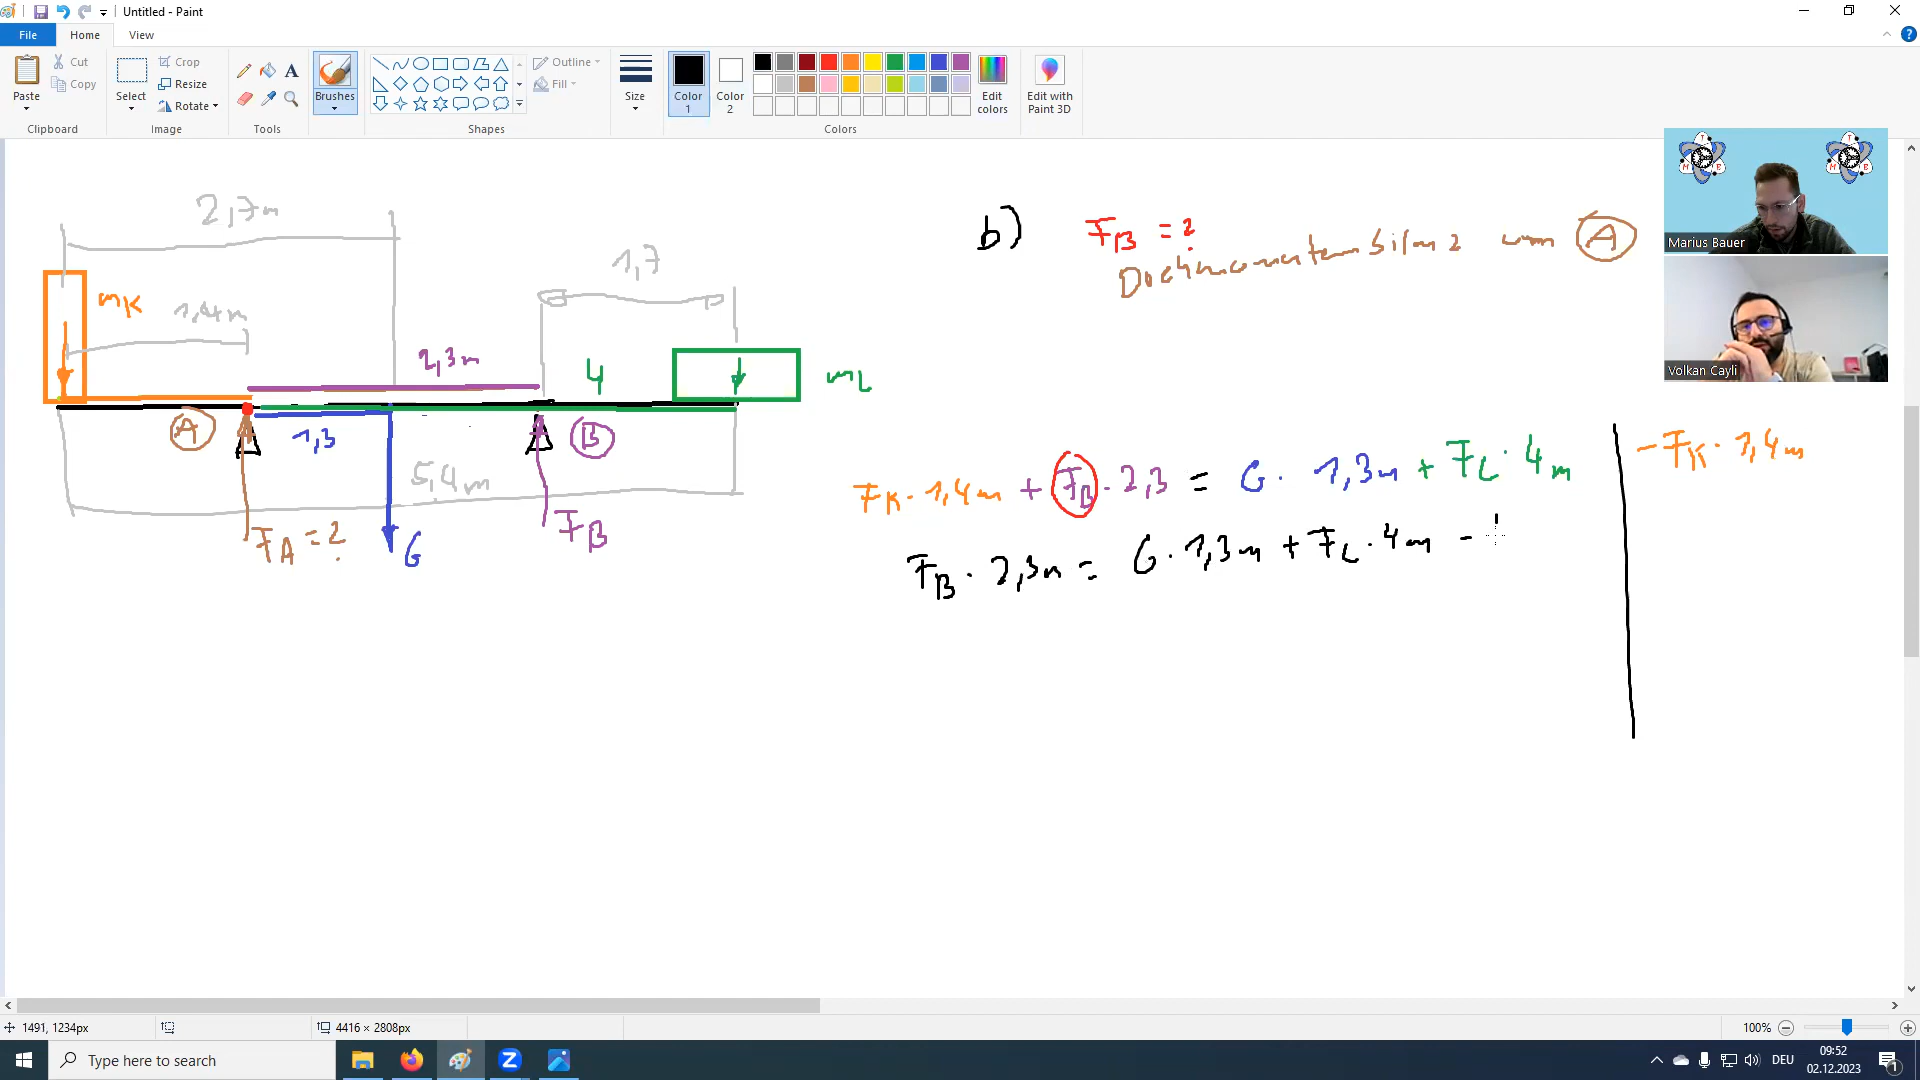 Untitled - Paint
File Home View
Paste Cut Copy Clipboard
Select Crop Resize Rotate Image
Tools
Brushes
Shapes Outline Fill
Size
Color 1 Color 2 Colors
Edit colors
Edit with Paint 3D
Marius Bauer
Volkan Cayli
2,7m
1,7
mK
1,4m
2,3m
4
mL
A
1,3
B
5,4m
FA = ?
G
FB
b) FB = ?
Drehmomentenbilanz um A
FK · 1,4m + FB · 2,3 = G · 1,3m + FL · 4m
- FK · 1,4m
FB · 2,3m = G · 1,3m + FL · 4m -
1491, 1234px
4416 × 2808px
100%
Type here to search
DEU
09:52
02.12.2023
1